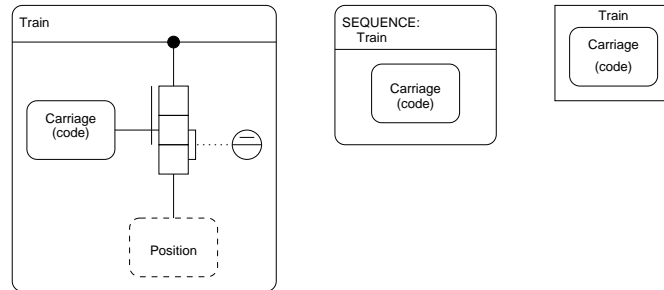 Train
Carriage
(code)
Position
SEQUENCE:
Train
Carriage
(code)
Train
Carriage
(code)